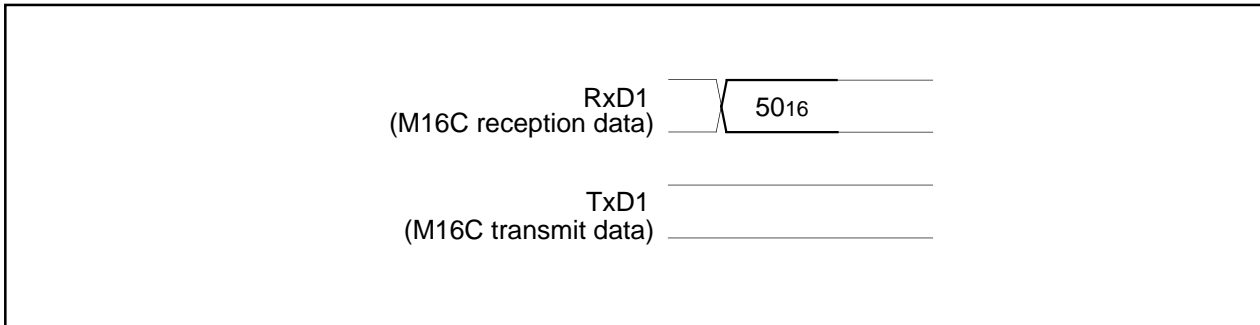 RxD1
(M16C reception data)
5016
TxD1
(M16C transmit data)